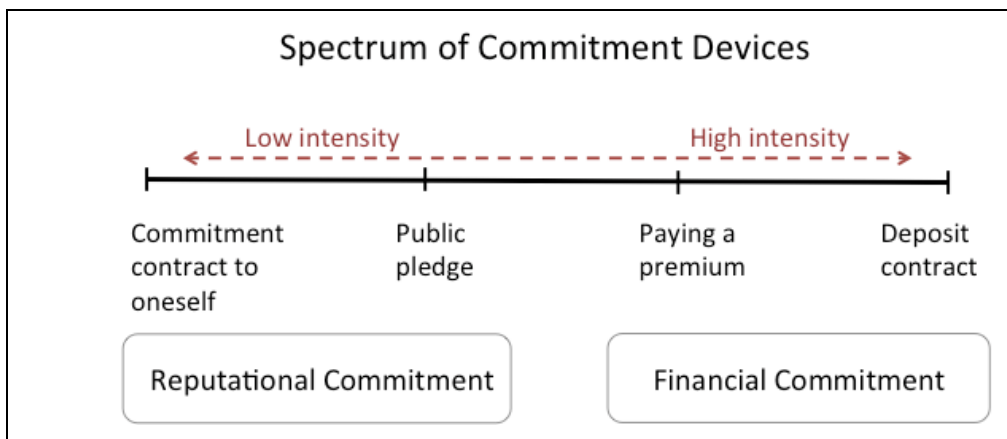 Spectrum of Commitment Devices
Low intensity
High intensity
Commitment
contract to
oneself
Public
pledge
Paying a
premium
Deposit
contract
Reputational Commitment
Financial Commitment